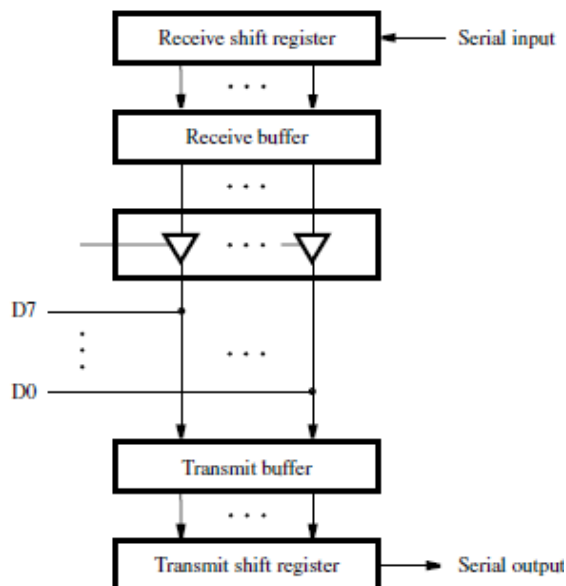 Receive shift register
Serial input
Receive buffer
D7
D0
Transmit buffer
Transmit shift register
Serial output